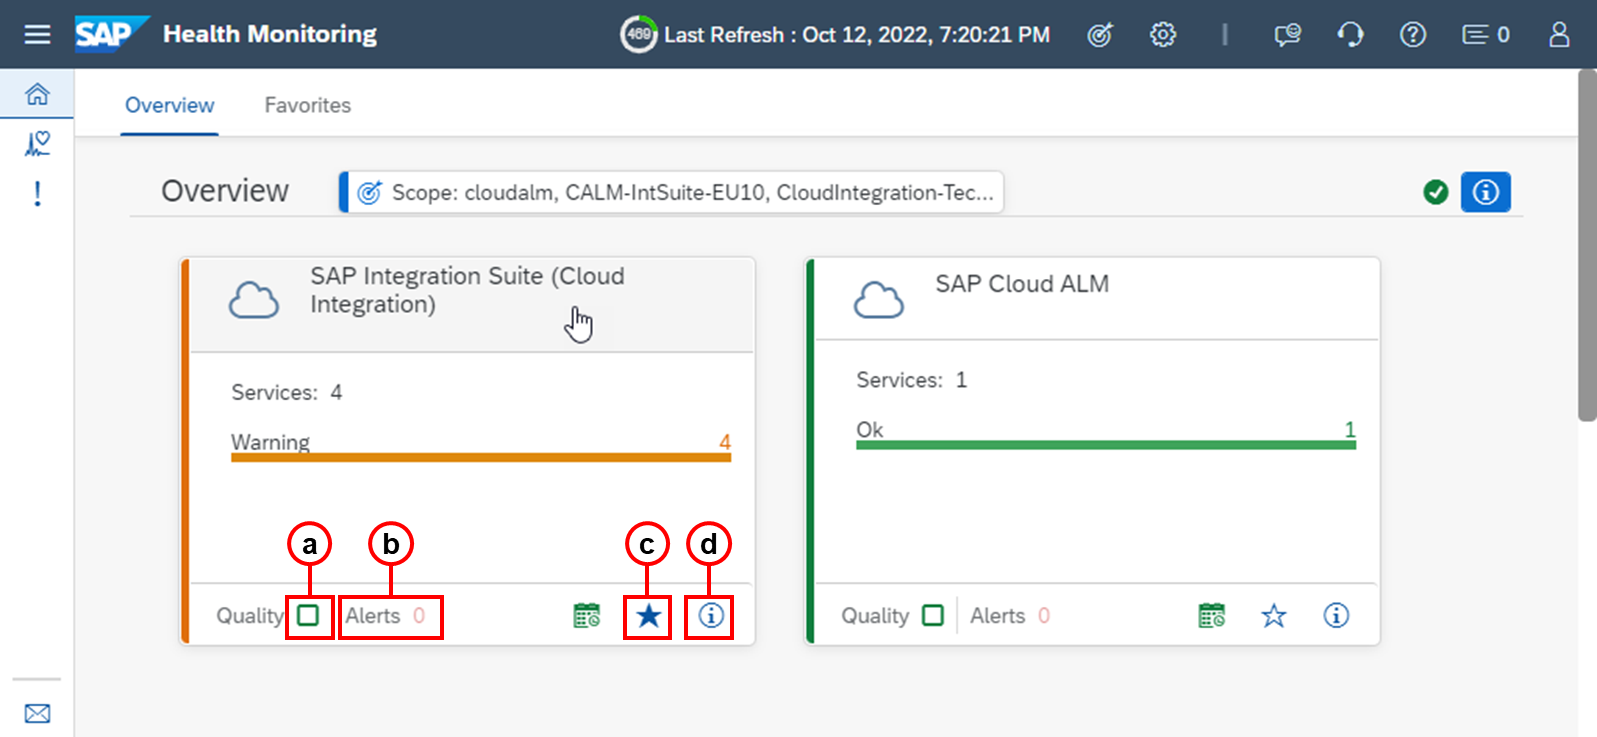 SAP Health Monitoring
469 Last Refresh : Oct 12, 2022, 7:20:21 PM
0
Overview Favorites
Overview
Scope: cloudalm, CALM-IntSuite-EU10, CloudIntegration-Tec...
SAP Integration Suite (Cloud
Integration)
Services: 4
Warning 4
a b c d
Quality Alerts 0
SAP Cloud ALM
Services: 1
Ok 1
Quality Alerts 0